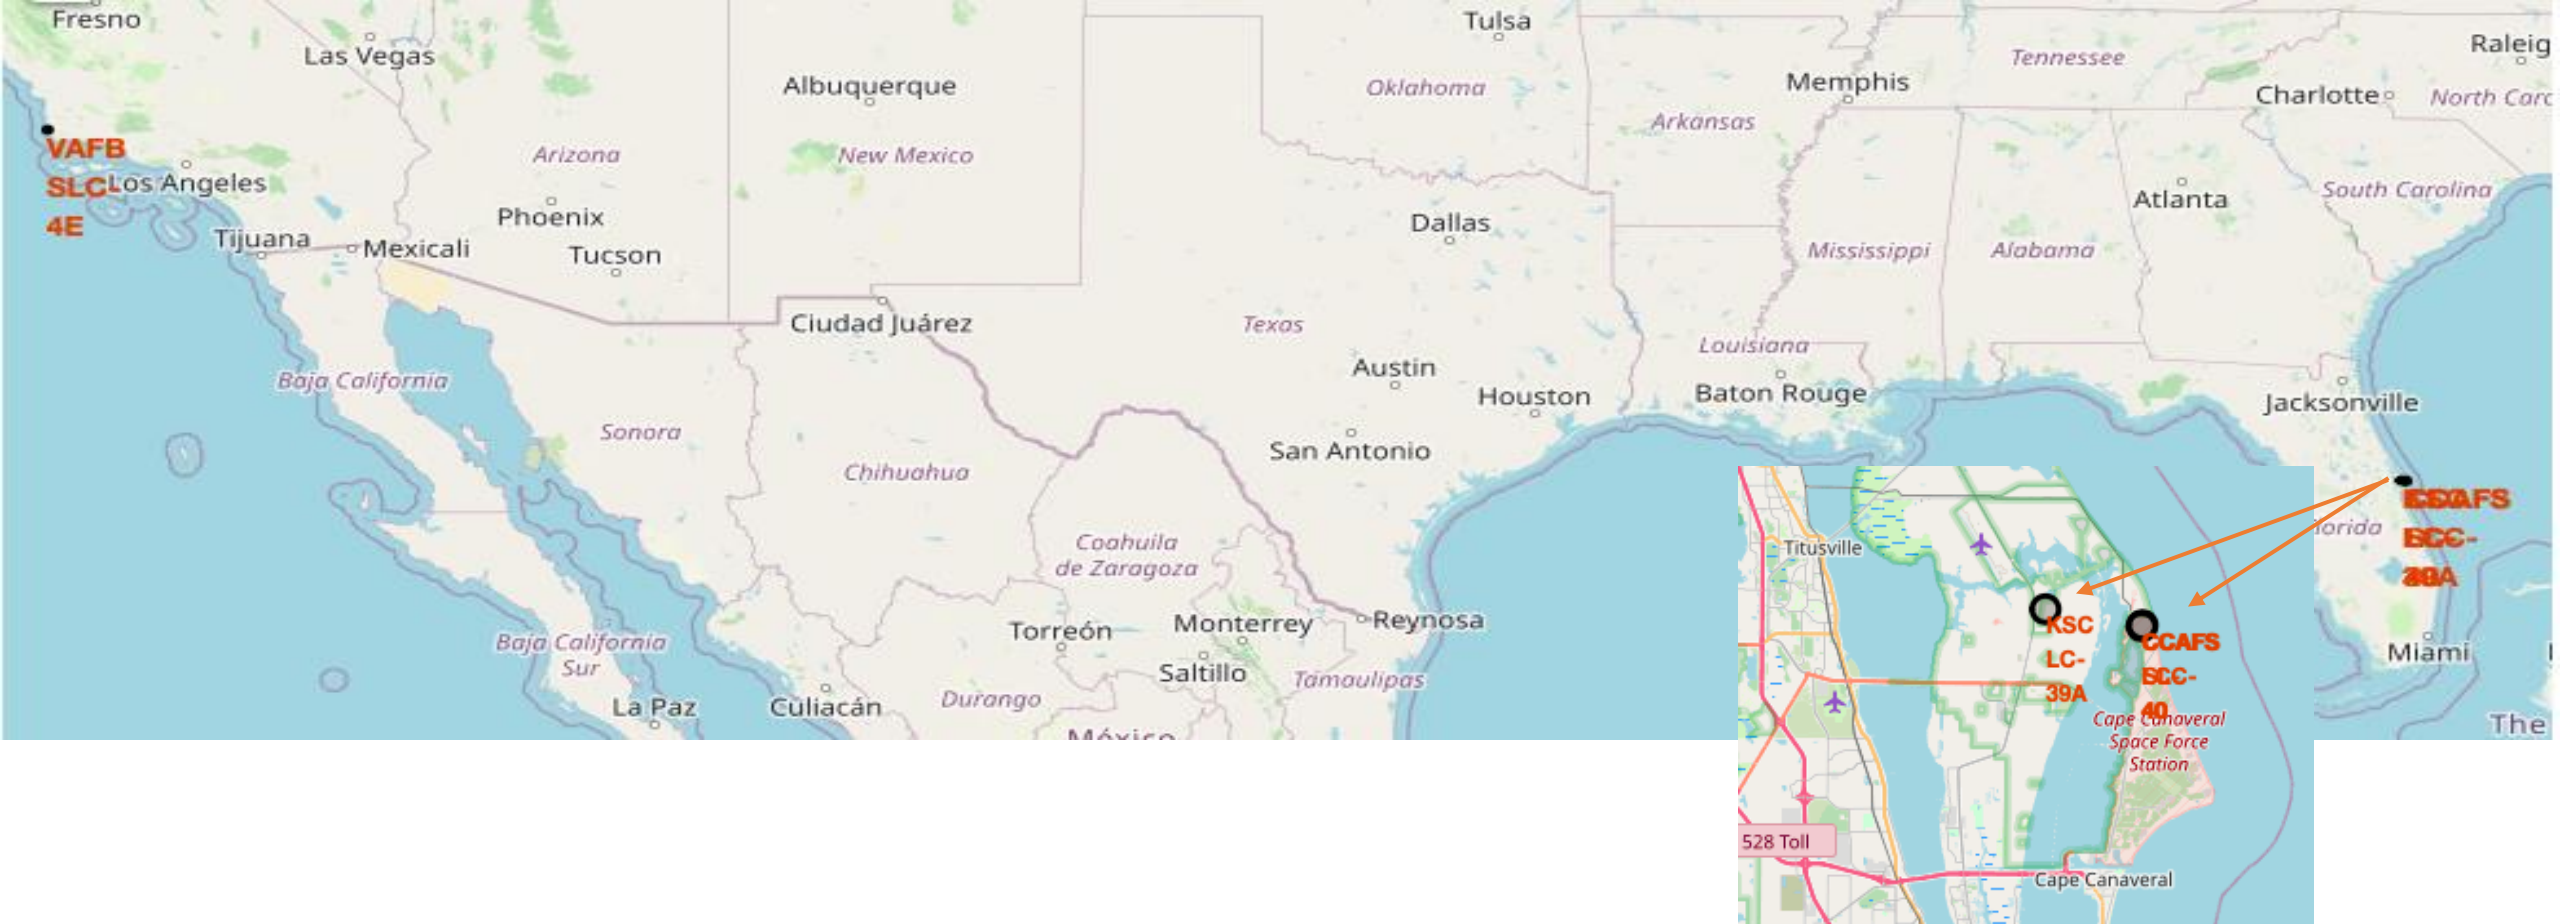 Fresno
Las Vegas
Albuquerque
Tulsa
Oklahoma
Memphis
Tennessee
Raleig
Charlotte
North Carc
Arkansas
VAFB
SLC
4E
Los Angeles
Arizona
New Mexico
Phoenix
Tucson
Tijuana
Mexicali
Dallas
Atlanta
South Carolina
Mississippi
Alabama
Ciudad Juárez
Texas
Louisiana
Austin
Houston
Baton Rouge
Jacksonville
Baja California
Sonora
Chihuahua
San Antonio
orida
Coahuila
de Zaragoza
Torreón
Monterrey
Reynosa
Saltillo
Tamaulipas
Baja California
Sur
La Paz
Culiacán
Durango
México
Miami
The
Titusville
KSC
LC-
39A
CCAFS
40
Cape Canaveral
Space Force
Station
528 Toll
Cape Canaveral